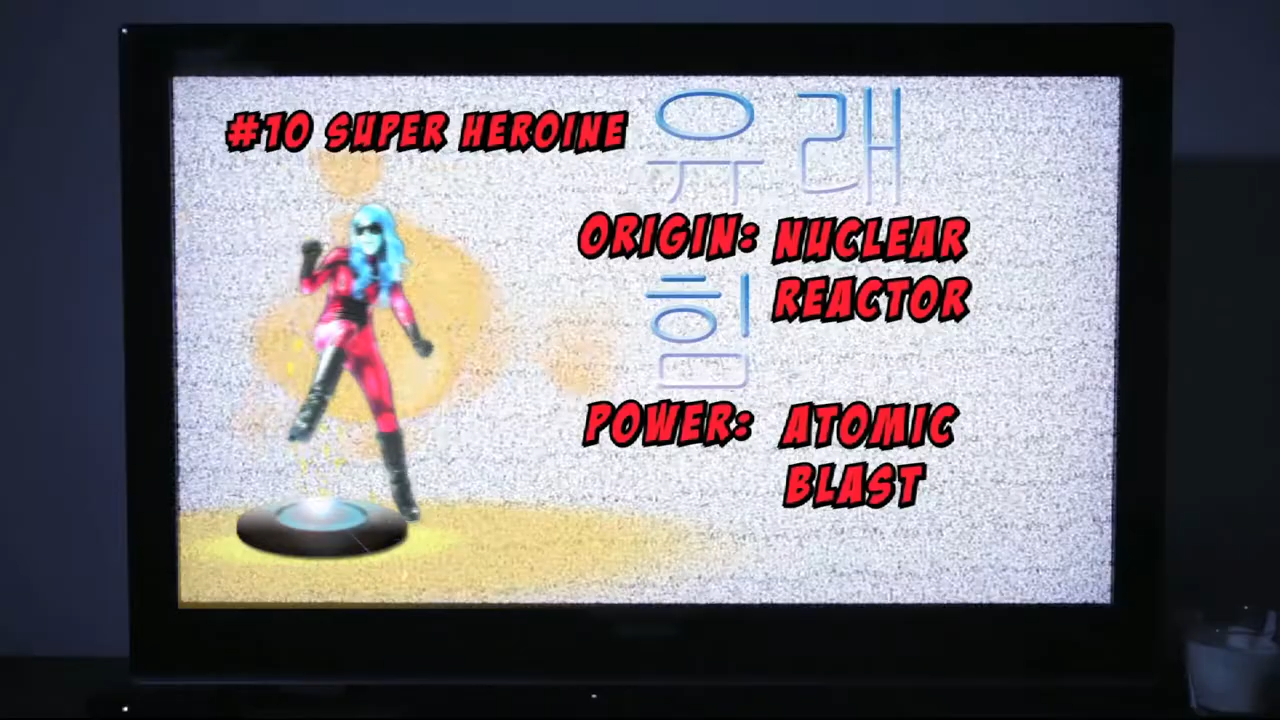 #10 SUPER HEROINE
유래
ORIGIN: NUCLEAR
REACTOR
힘
POWER: ATOMIC
BLAST